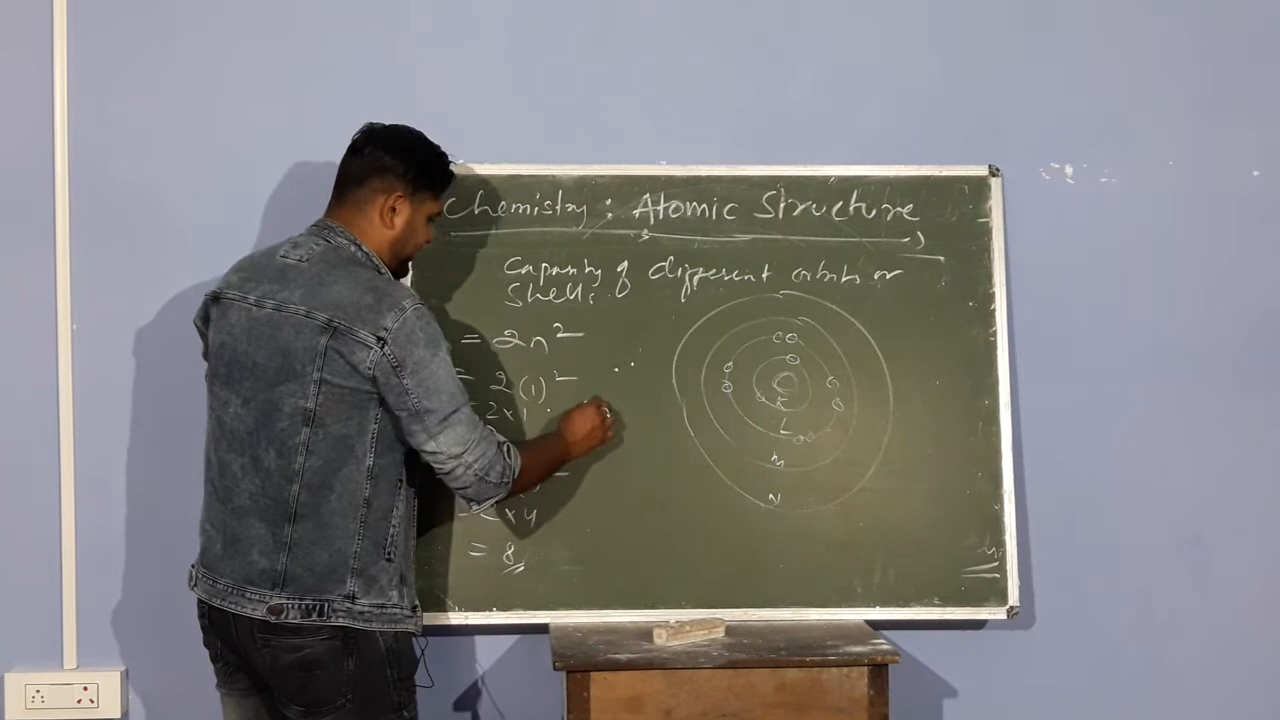 Chemistry: Atomic Structure
Capacity of different orbits or
Shells:
= 2n²
= 2(1)²
= 2×1
×4
= 8
K
L
M
N